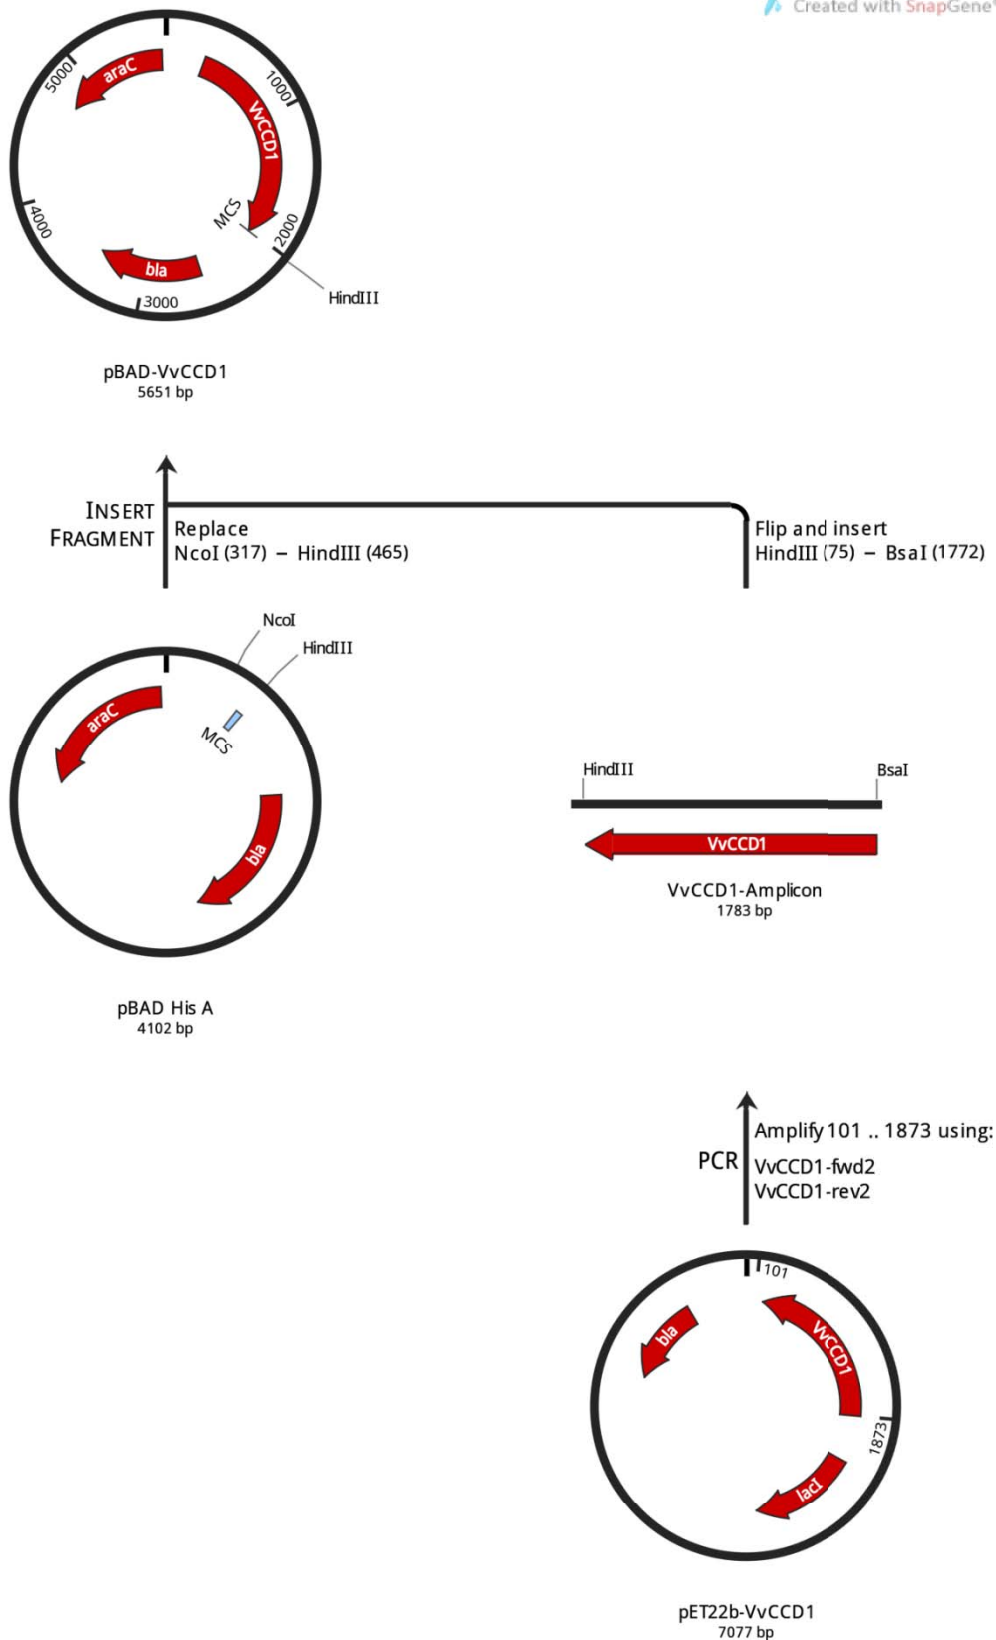 Created with SnapGene
araC
5000
1000
VvCCD1
4000
MCS
2000
bla
3000
HindIII
pBAD-VvCCD1
5651 bp
INSERT
FRAGMENT
Replace
NcoI (317) – HindIII (465)
Flip and insert
HindIII (75) – BsaI (1772)
NcoI
HindIII
araC
MCS
bla
HindIII
BsaI
VvCCD1
VvCCD1-Amplicon
1783 bp
pBAD His A
4102 bp
PCR
Amplify 101 .. 1873 using:
VvCCD1-fwd2
VvCCD1-rev2
101
bla
VvCCD1
1873
lacI
pET22b-VvCCD1
7077 bp